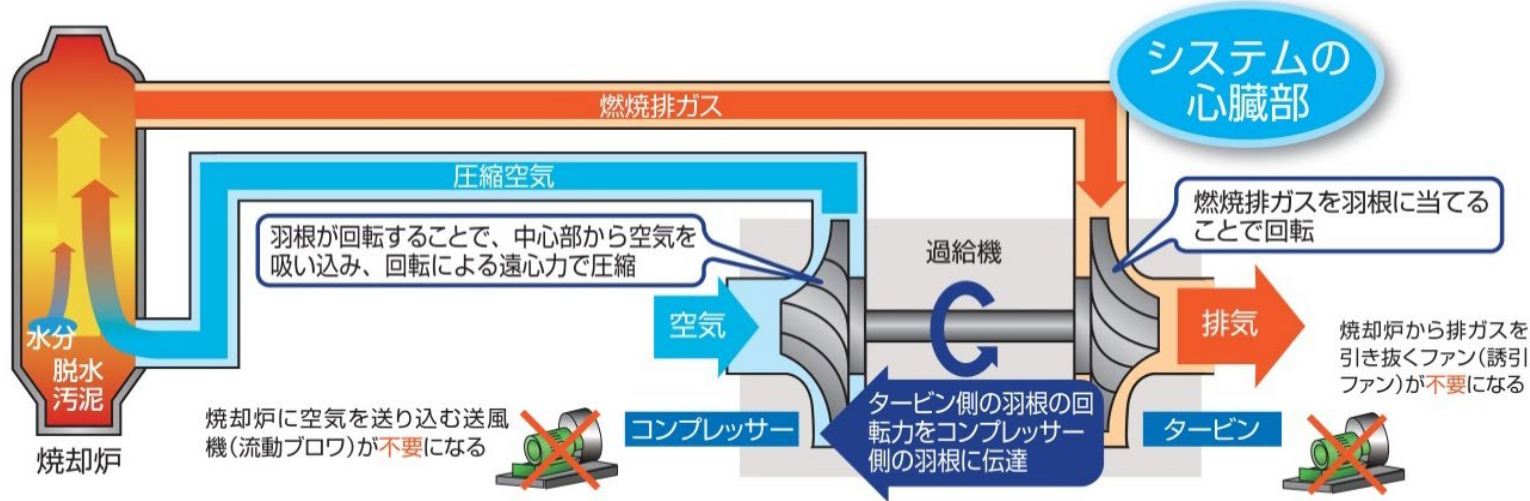 システムの
心臓部
燃焼排ガス
圧縮空気
羽根が回転することで、中心部から空気を
吸い込み、回転による遠心力で圧縮
燃焼排ガスを羽根に当てる
ことで回転
過給機
空気
排気
水分
脱水
汚泥
焼却炉
焼却炉に空気を送り込む送風
機(流動ブロワ)が不要になる
コンプレッサー
タービン側の羽根の回
転力をコンプレッサー
側の羽根に伝達
タービン
焼却炉から排ガスを
引き抜くファン(誘引
ファン)が不要になる